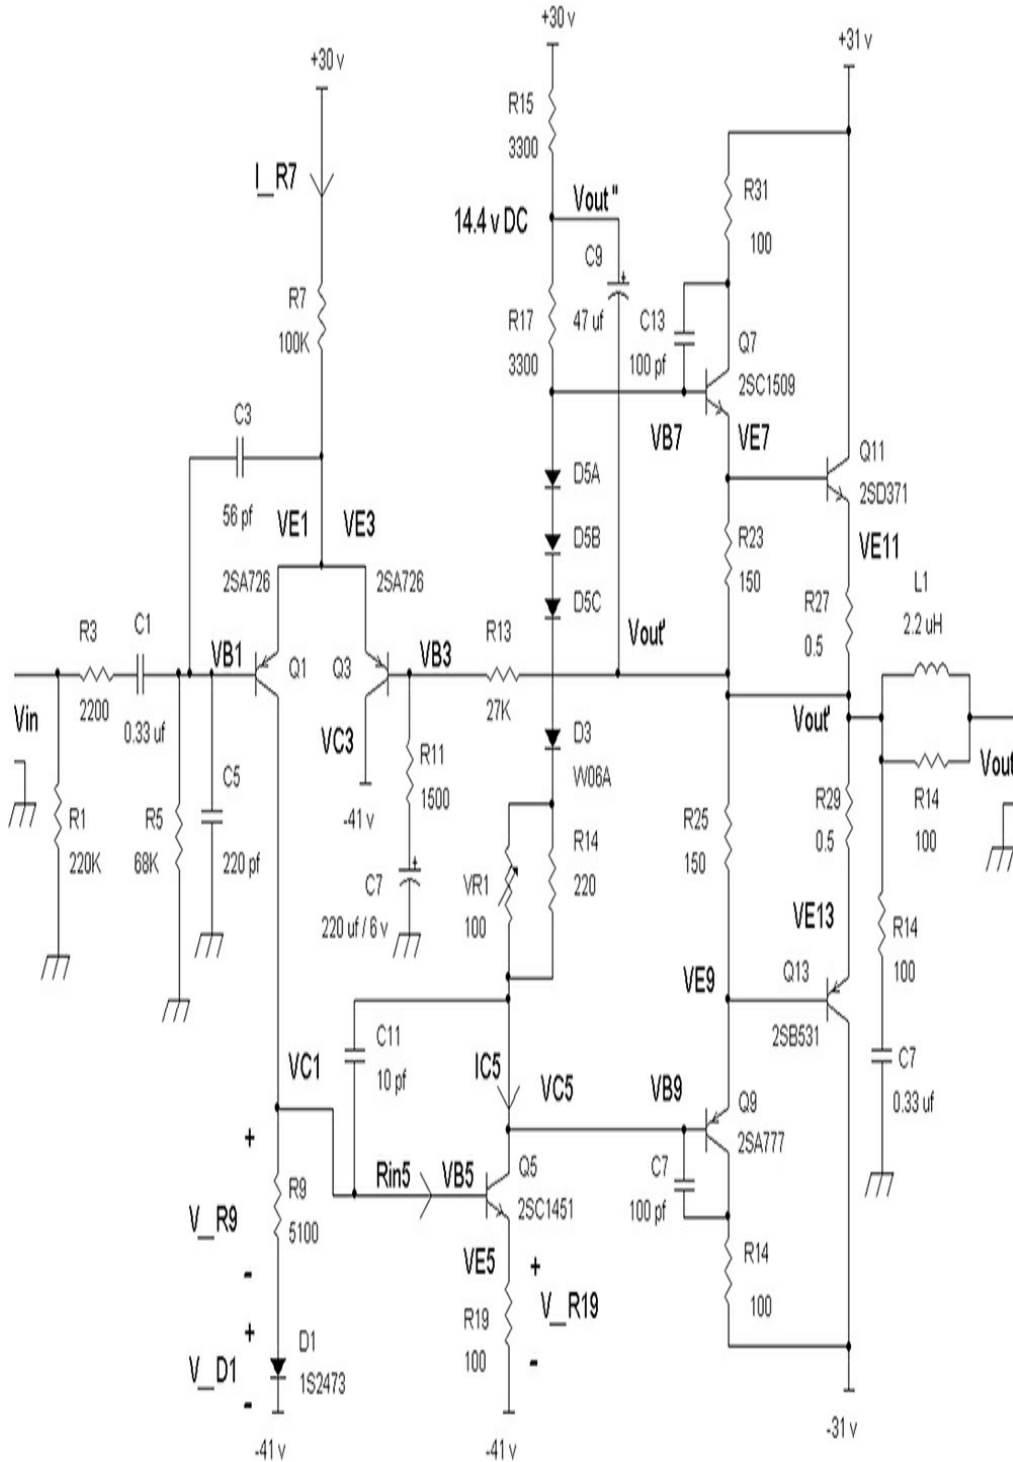 +30 v
+30 v
+31 v
R15
3300
I_R7
R31
100
14.4 v DC
Vout"
C9
47 uf
R7
100K
R17
3300
C13
100 pf
Q7
2SC1509
C3
56 pf
VB7
VE7
Q11
2SD371
D5A
VE1
VE3
D5B
R23
150
VE11
2SA726
2SA726
D5C
R27
0.5
L1
2.2 uH
R3
2200
C1
0.33 uf
VB1
Q1
Q3
VB3
R13
27K
Vout'
Vin
Vout'
Vout
VC3
R11
1500
D3
W06A
C5
220 pf
R1
220K
R5
68K
-41 v
R25
150
R29
0.5
R14
100
C7
220 uf / 6 v
VR1
100
R14
220
VE13
R14
100
VE9
Q13
2SB531
C11
10 pf
VC1
IC5
VC5
VB9
Q9
2SA777
C7
0.33 uf
+
V_R9
-
R9
5100
Rin5
VB5
Q5
2SC1451
C7
100 pf
VE5
+
V_R19
-
R19
100
R14
100
+
V_D1
-
D1
1S2473
-41 v
-41 v
-31 v